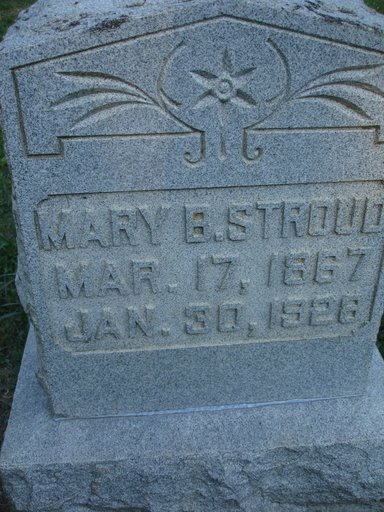 MARY B. STROUD
MAR. 17, 1867
JAN. 30, 1928